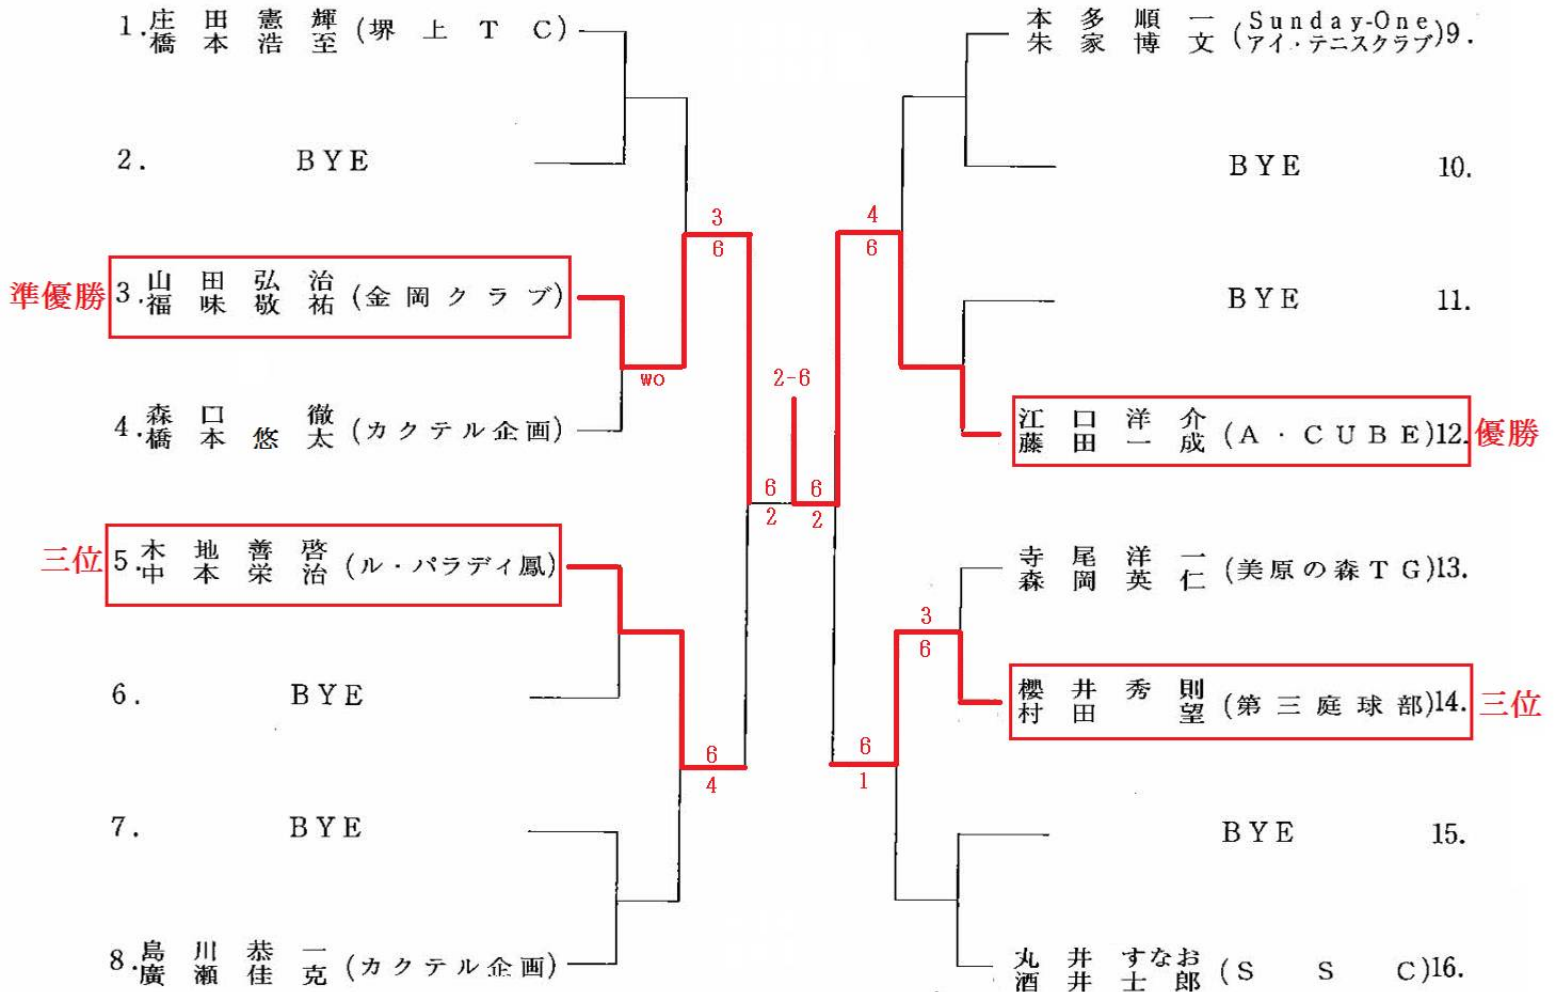 1. 庄田憲輝 (堺上TC)
橋本浩至
2. BYE
3
6
準優勝 3. 山田弘治 (金岡クラブ)
福味敬祐
wo
4. 森口徹 (カクテル企画)
橋本悠太
6
2
三位 5. 木地善啓 (ル・パラディ鳳)
中本栄治
6. BYE
6
4
7. BYE
8. 島川恭一 (カクテル企画)
廣瀬佳克
2-6
本多順一 (Sunday-One) 9.
朱家博文 (アイ・テニスクラブ)
BYE 10.
4
6
BYE 11.
江口洋介 (A・CUBE) 12. 優勝
藤田一成
6
2
寺尾洋一 (美原の森TG) 13.
森岡英仁
3
6
櫻井秀則 (第三庭球部) 14. 三位
村田望
6
1
BYE 15.
丸井すなお (SSC) 16.
酒井士郎